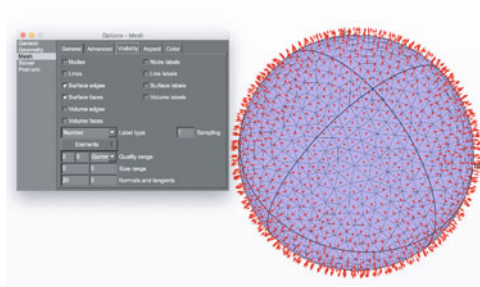 Options - Mesh
General
Geometry
Mesh
Solver
Post-pro
General Advanced Visibility Aspect Color
Nodes
Node labels
Lines
Line labels
Surface edges
Surface labels
Surface faces
Volume labels
Volume edges
Volume faces
Number
Label type
Sampling
Elements
Quality range
Size range
20
Normals and tangents